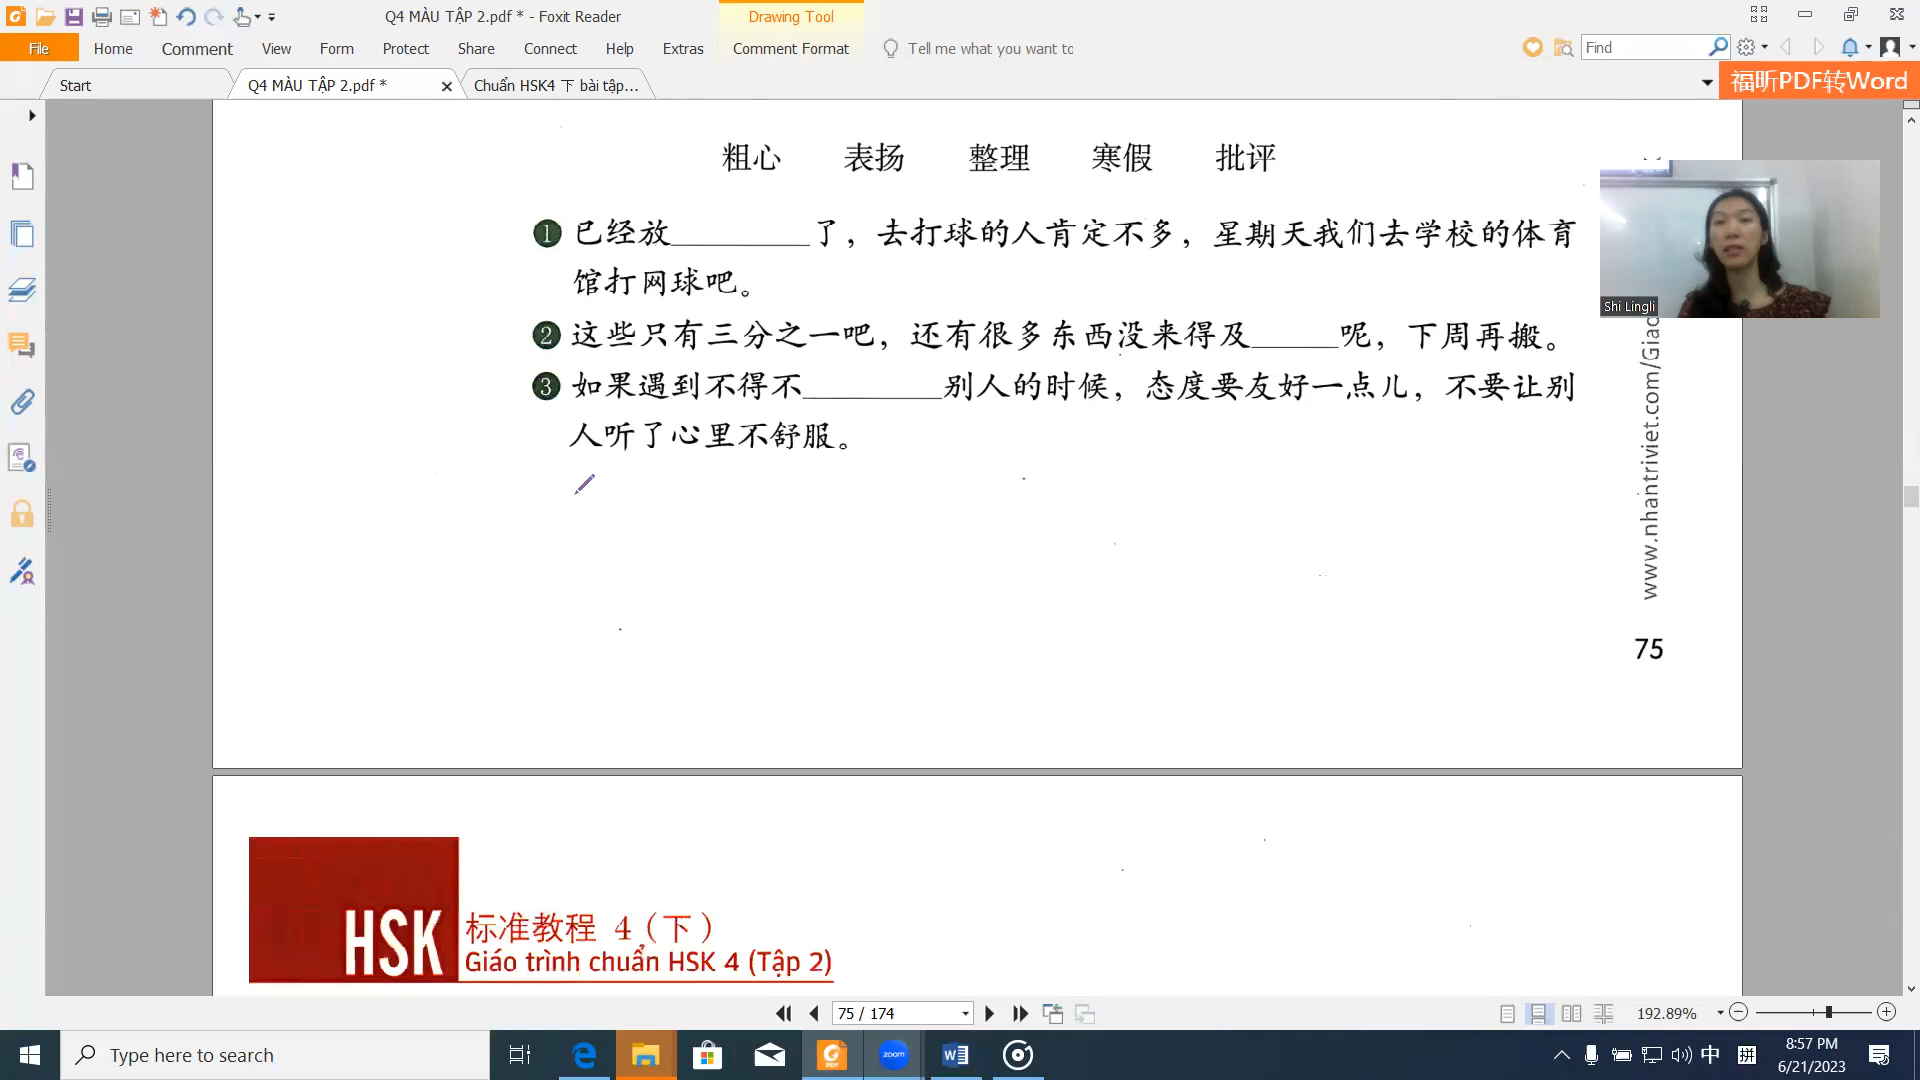 Q4 MÀU TẬP 2.pdf * - Foxit Reader
Drawing Tool
File Home Comment View Form Protect Share Connect Help Extras Comment Format Tell me what you want to
Find
Start
Q4 MÀU TẬP 2.pdf *
Chuẩn HSK4 下 bài tập...
福昕PDF转Word
粗心 表扬 整理 寒假 批评
1 已经放__________了，去打球的人肯定不多，星期天我们去学校的体育
馆打网球吧。
2 这些只有三分之一吧，还有很多东西没来得及______呢，下周再搬。
3 如果遇到不得不__________别人的时候，态度要友好一点儿，不要让别
人听了心里不舒服。
Shi Lingli
www.nhantriviet.com/Giao
75
HSK 标准教程 4（下）
Giáo trình chuẩn HSK 4 (Tập 2)
75 / 174
192.89%
Type here to search
zoom
中
拼
8:57 PM
6/21/2023